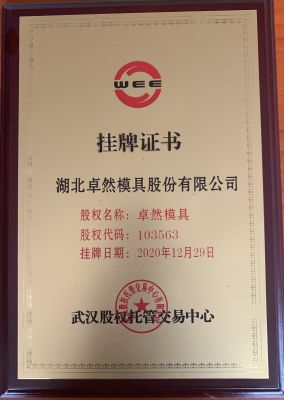 WEE
挂牌证书
湖北卓然模具股份有限公司
股权名称：卓然模具
股权代码：103563
挂牌日期：2020年12月29日
武汉股权托管交易中心